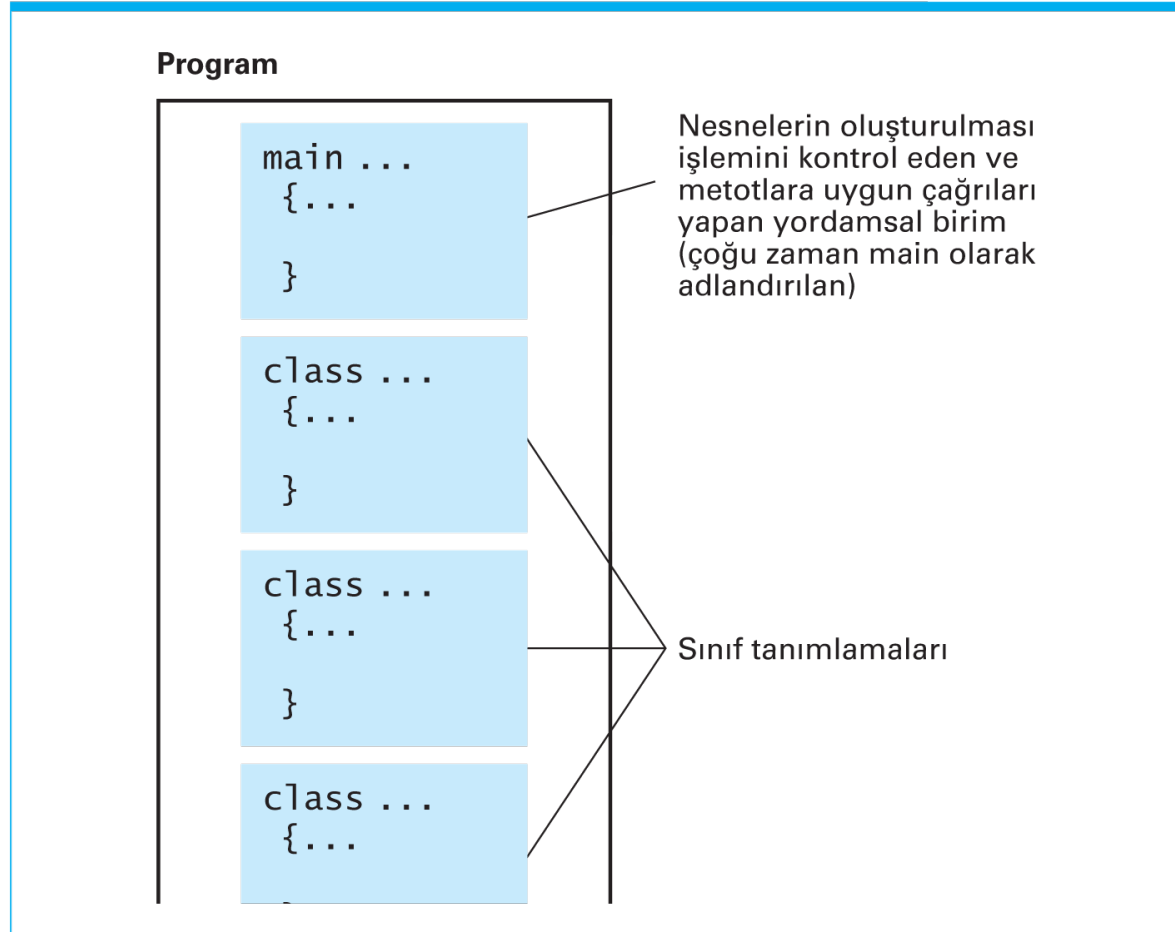 Program
main ...
{...
}
Nesnelerin oluşturulması
işlemini kontrol eden ve
metotlara uygun çağrıları
yapan yordamsal birim
(çoğu zaman main olarak
adlandırılan)
class ...
{...
}
class ...
{...
}
Sınıf tanımlamaları
class ...
{...